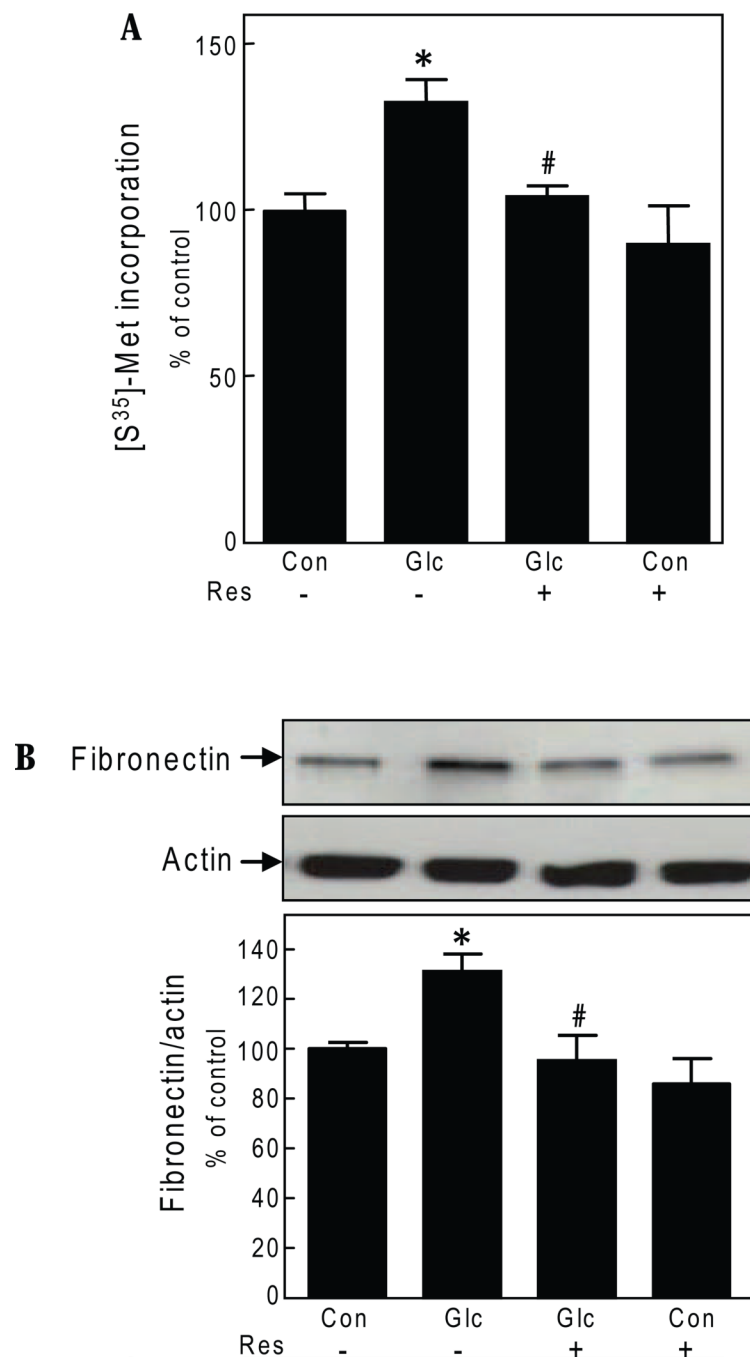 A
150
*
#
100
50
0
[S35]-Met incorporation
% of control
Con Glc Glc Con
Res - - + +
B Fibronectin
Actin
140
*
120
#
100
80
60
40
20
0
Fibronectin/actin
% of control
Con Glc Glc Con
Res - - + +